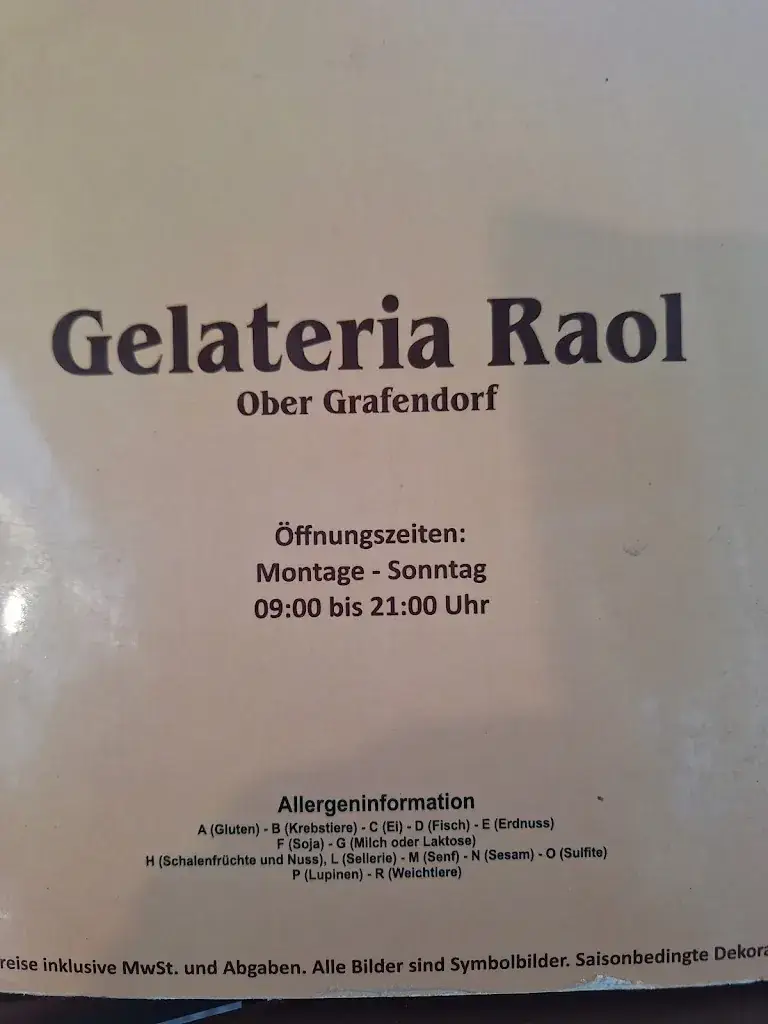 Gelateria Raol
Ober Grafendorf
Öffnungszeiten:
Montage - Sonntag
09:00 bis 21:00 Uhr
Allergeninformation
A (Gluten) - B (Krebstiere) - C (Ei) - D (Fisch) - E (Erdnuss)
F (Soja) - G (Milch oder Laktose)
H (Schalenfrüchte und Nuss), L (Sellerie) - M (Senf) - N (Sesam) - O (Sulfite)
P (Lupinen) - R (Weichtiere)
reise inklusive MwSt. und Abgaben. Alle Bilder sind Symbolbilder. Saisonbedingte Dekora